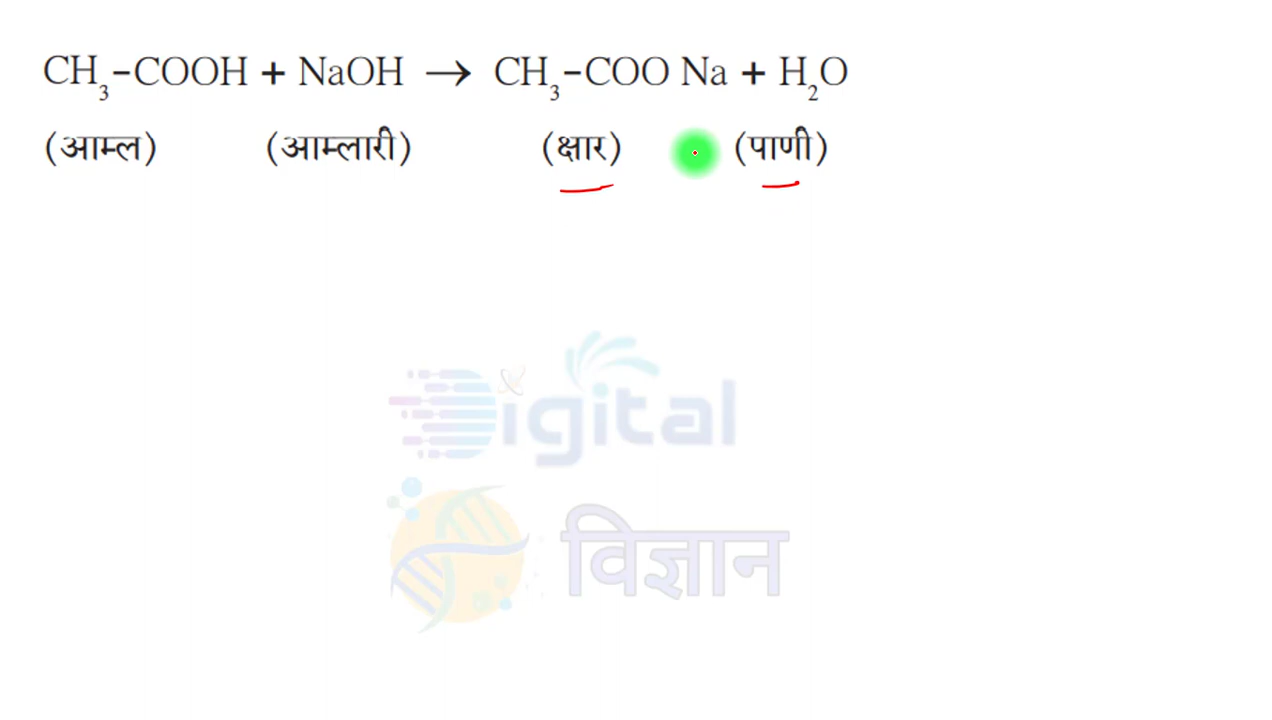 CH₃-COOH + NaOH → CH₃-COO Na + H₂O
(आम्ल) (आम्लारी) (क्षार) (पाणी)
Digital
विज्ञान